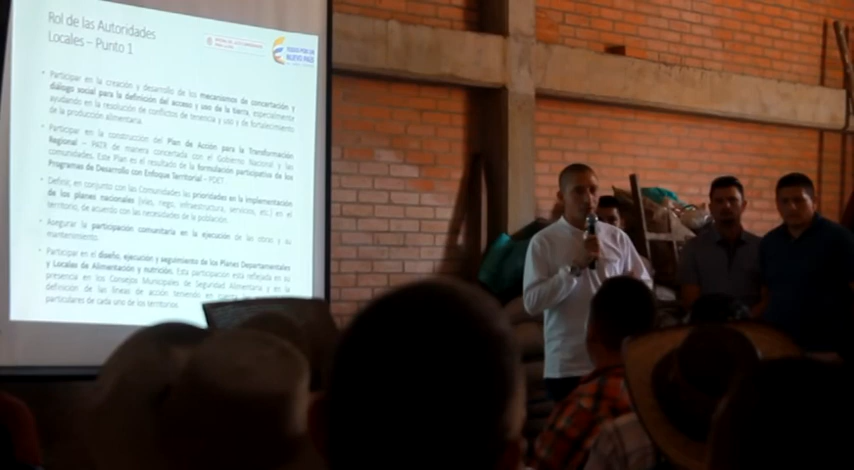 Rol de las Autoridades
Locales – Punto 1
TODOS POR UN
NUEVO PAÍS
• Participar en la creación y desarrollo de los mecanismos de concertación y
diálogo social para la definición del acceso y uso de la tierra, especialmente
ayudando en la resolución de conflictos de tenencia y uso y de fortalecimiento
de la producción alimentaria.
• Participar en la construcción del Plan de Acción para la Transformación
Regional – PATR de manera concertada con el Gobierno Nacional y las
comunidades. Este Plan es el resultado de la formulación participativa de los
Programas de Desarrollo con Enfoque Territorial – PDET
• Definir, en conjunto con las Comunidades las prioridades en la implementación
de los planes nacionales (vías, riego, infraestructura, servicios, etc.) en el
territorio, de acuerdo con las necesidades de la población.
• Asegurar la participación comunitaria en la ejecución de las obras y su
mantenimiento.
• Participar en el diseño, ejecución y seguimiento de los Planes Departamentales
y Locales de Alimentación y nutrición. Esta participación está reflejada en su
presencia en los Consejos Municipales de Seguridad Alimentaria y en la
definición de las líneas de acción teniendo en cuenta las
particulares de cada uno de los territorios.